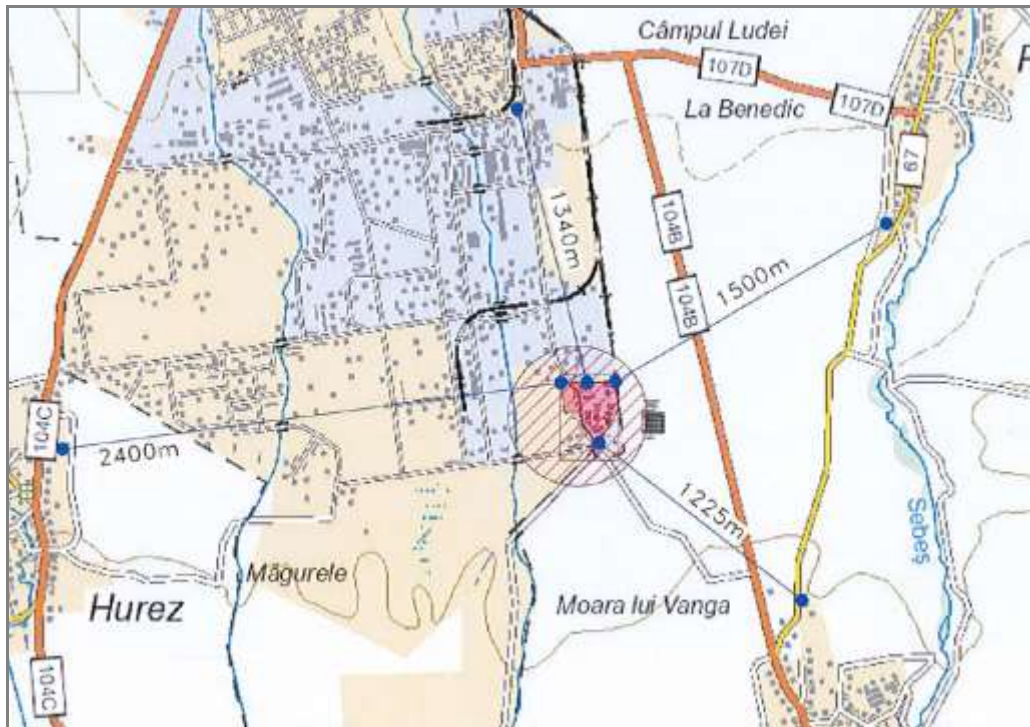 Câmpul Ludei
107D
La Benedic
107D
67
1340m
104B
1500m
104B
104C
2400m
1225m
Sebeș
Măgurele
Hurez
Moara lui Vanga
104C